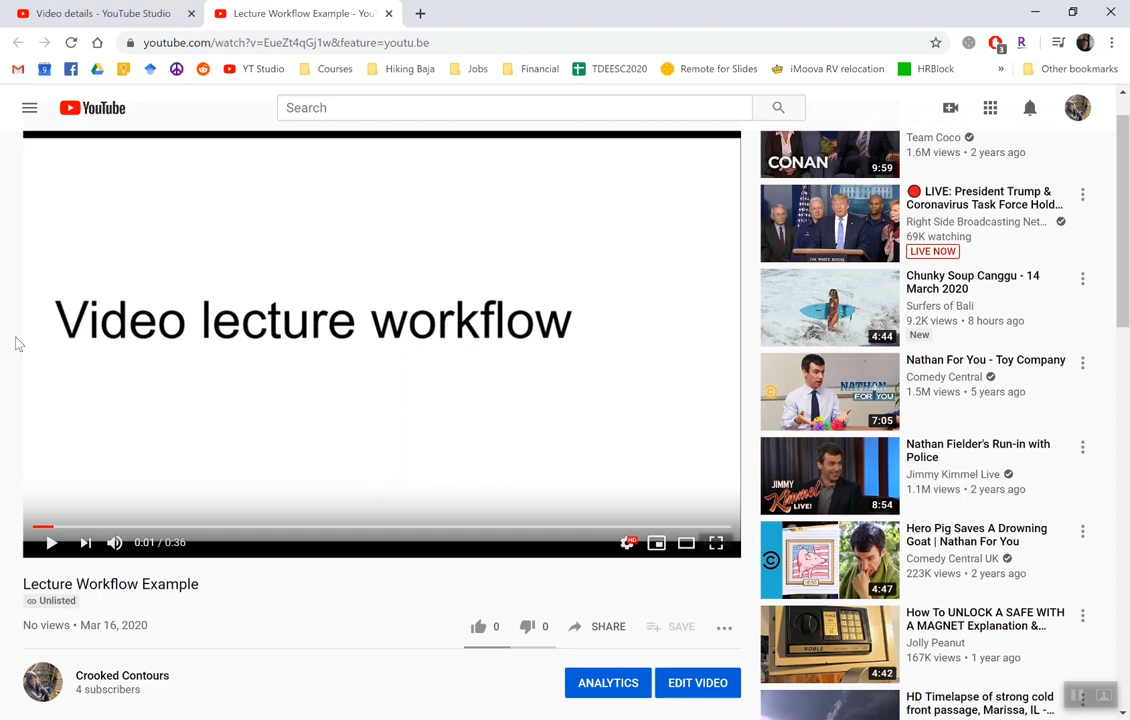 Video details - YouTube Studio
Lecture Workflow Example - You
youtube.com/watch?v=EueZt4qGj1w&feature=youtu.be
3
R
9
YT Studio
Courses
Hiking Baja
Jobs
Financial
TDEESC2020
Remote for Slides
iMoova RV relocation
HRBlock
»
Other bookmarks
YouTube
Search
Video lecture workflow
0:01 / 0:36
HD
Lecture Workflow Example
Unlisted
No views • Mar 16, 2020
0
0
SHARE
SAVE
Crooked Contours
4 subscribers
ANALYTICS
EDIT VIDEO
CONAN
9:59
Team Coco
1.6M views • 2 years ago
LIVE: President Trump &
Coronavirus Task Force Hold...
Right Side Broadcasting Net...
69K watching
LIVE NOW
4:44
Chunky Soup Canggu - 14
March 2020
Surfers of Bali
9.2K views • 8 hours ago
New
NATHAN
FOR YOU
7:05
Nathan For You - Toy Company
Comedy Central
1.5M views • 5 years ago
JIMMY
KIMMEL
LIVE!
8:54
Nathan Fielder's Run-in with
Police
Jimmy Kimmel Live
1.1M views • 2 years ago
4:47
Hero Pig Saves A Drowning
Goat | Nathan For You
Comedy Central UK
223K views • 2 years ago
NOBLE
4:42
How To UNLOCK A SAFE WITH
A MAGNET Explanation &...
Jolly Peanut
167K views • 1 year ago
HD Timelapse of strong cold
front passage, Marissa, IL -...